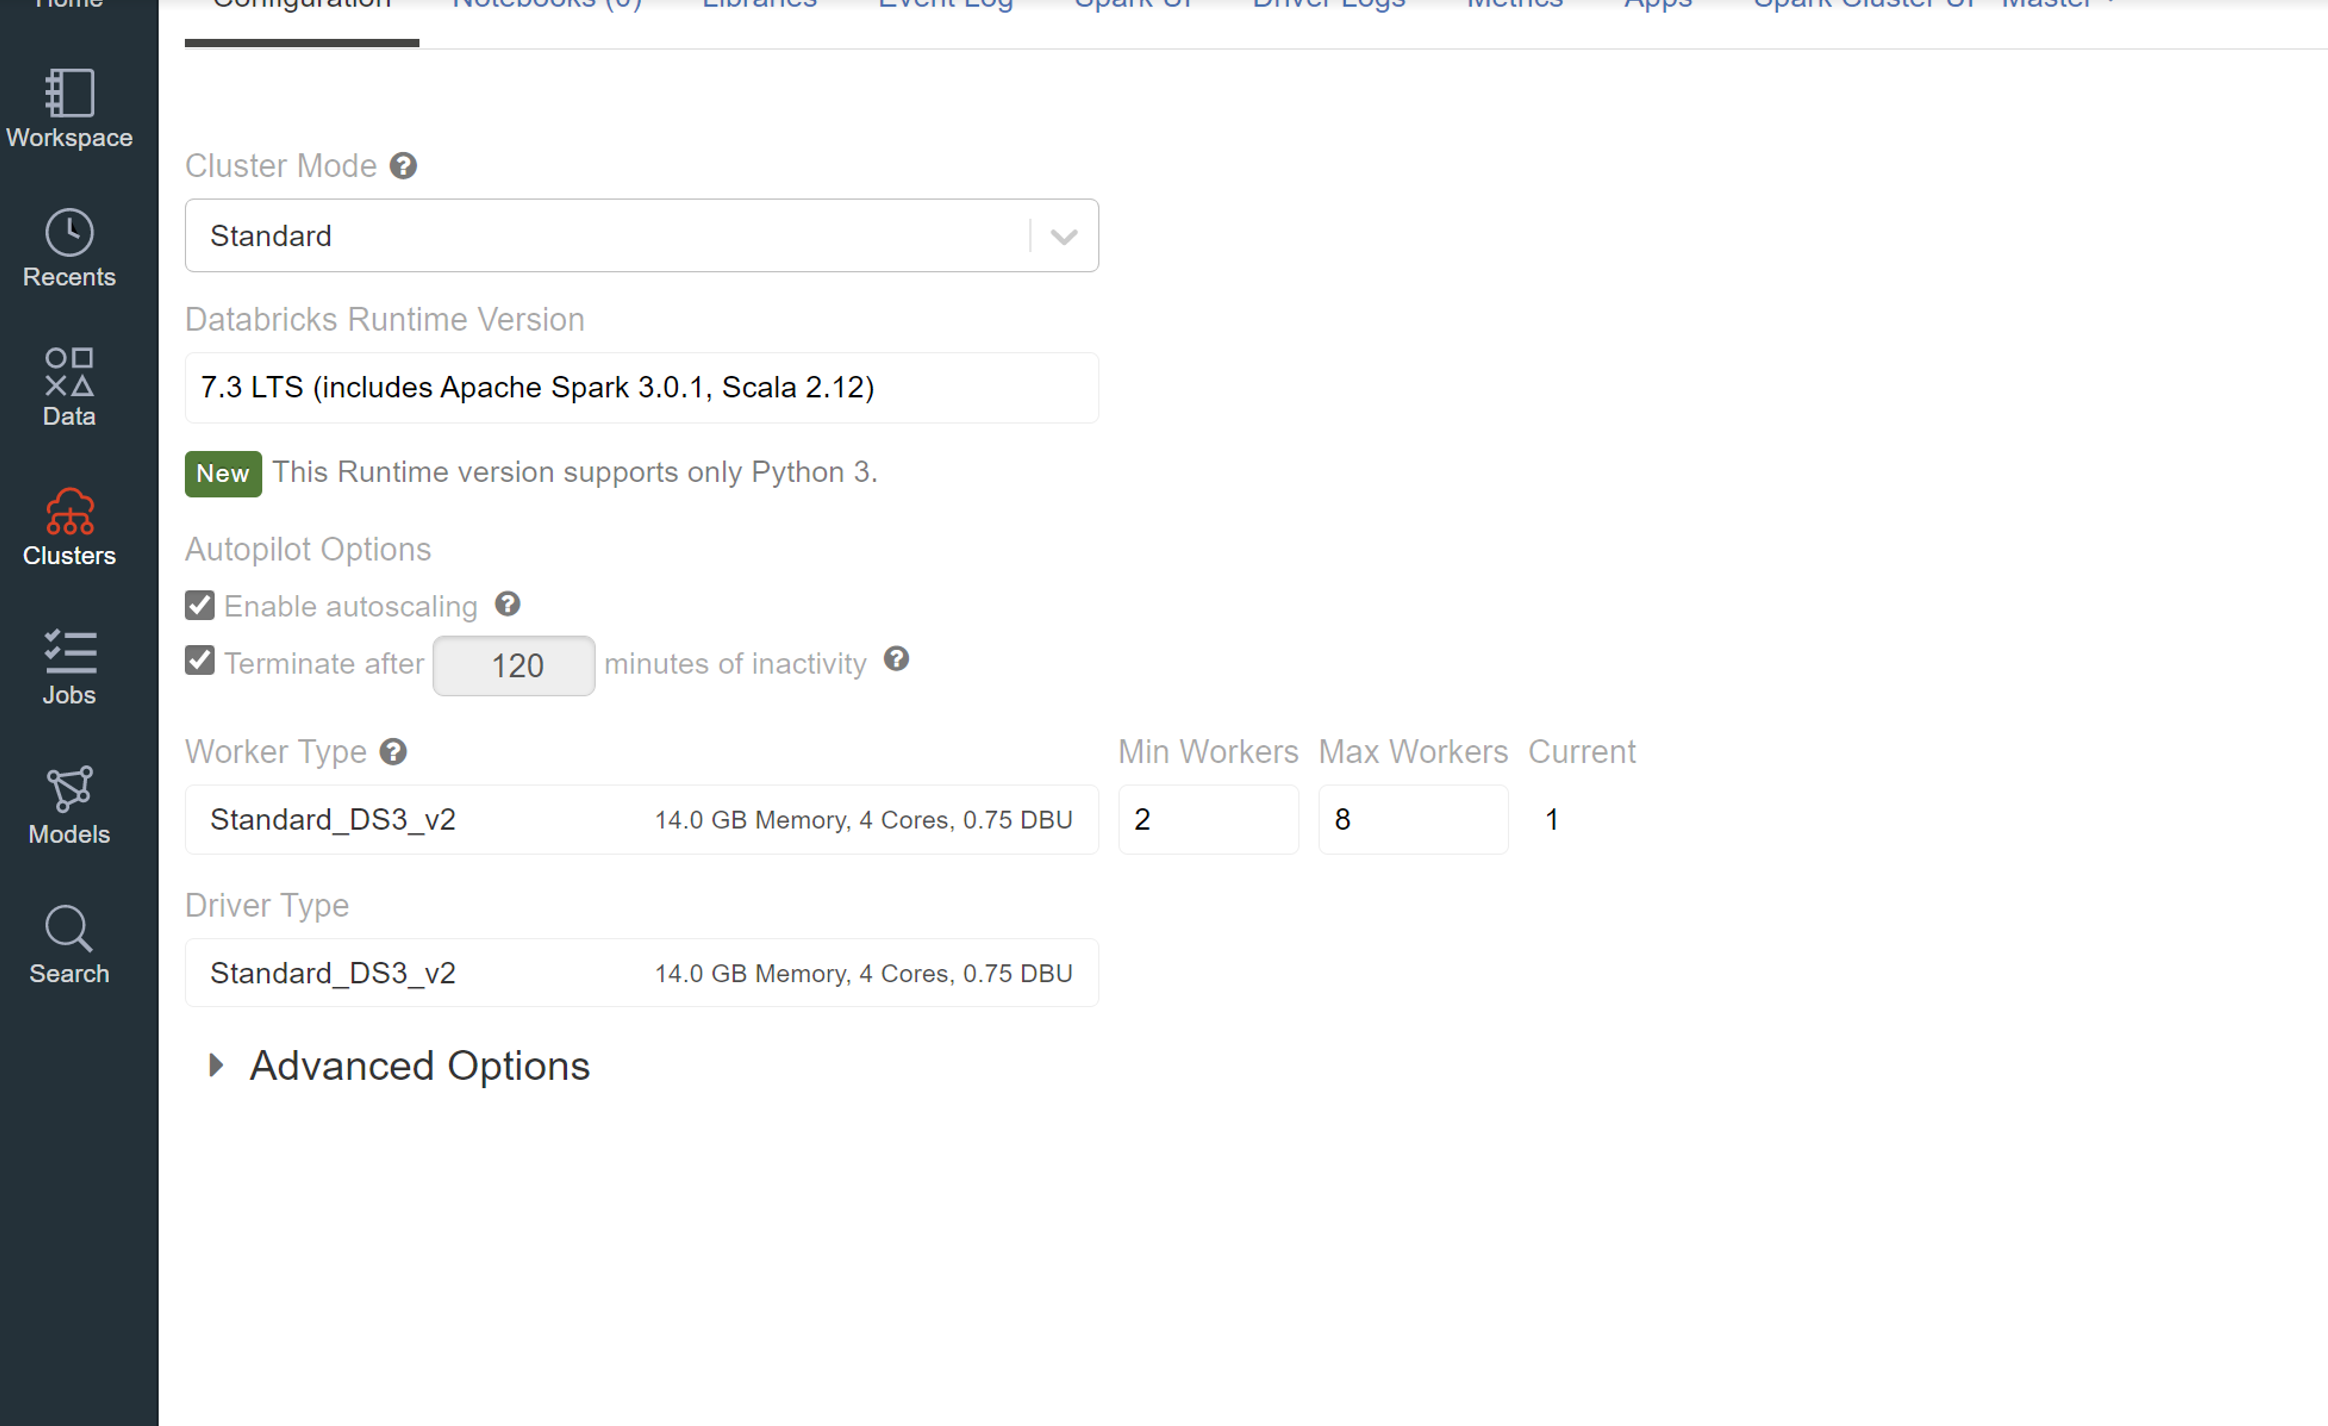 Home
Configuration Notebooks (0) Libraries Event Log Spark UI Driver Logs Metrics Apps Spark Cluster UI - Master
Workspace
Recents
Data
Clusters
Jobs
Models
Search
Cluster Mode
Standard
Databricks Runtime Version
7.3 LTS (includes Apache Spark 3.0.1, Scala 2.12)
New This Runtime version supports only Python 3.
Autopilot Options
Enable autoscaling
Terminate after 120 minutes of inactivity
Worker Type Min Workers Max Workers Current
Standard_DS3_v2 14.0 GB Memory, 4 Cores, 0.75 DBU 2 8 1
Driver Type
Standard_DS3_v2 14.0 GB Memory, 4 Cores, 0.75 DBU
Advanced Options